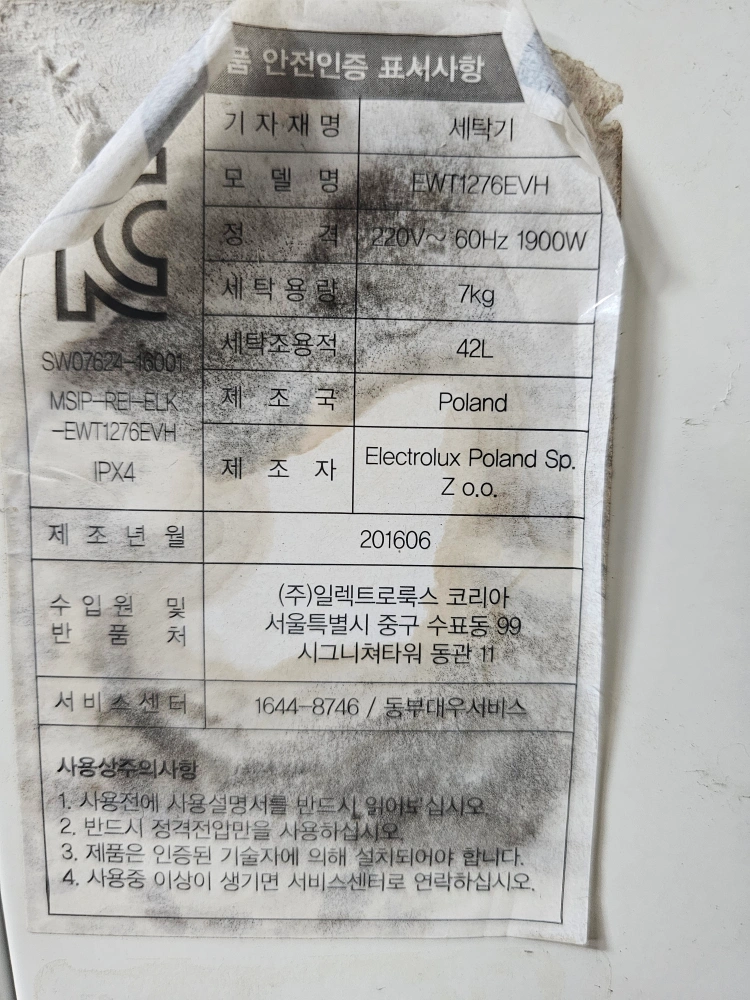 품 안전인증 표시사항
기자재명 세탁기
모델명 EWT1276EVH
정격 220V~ 60Hz 1900W
세탁용량 7kg
세탁조용적 42L
제조국 Poland
제조자 Electrolux Poland Sp.
Z o.o.
SW07624-16001
MSIP-REI-ELK
-EWT1276EVH
IPX4
제조년월 201606
수입원 및
반품처
(주)일렉트로룩스 코리아
서울특별시 중구 수표동 99
시그니쳐타워 동관 11
서비스센터 1644-8746 / 동부대우서비스
사용상주의사항
1. 사용전에 사용설명서를 반드시 읽어보십시오.
2. 반드시 정격전압만을 사용하십시오.
3. 제품은 인증된 기술자에 의해 설치되어야 합니다.
4. 사용중 이상이 생기면 서비스센터로 연락하십시오.